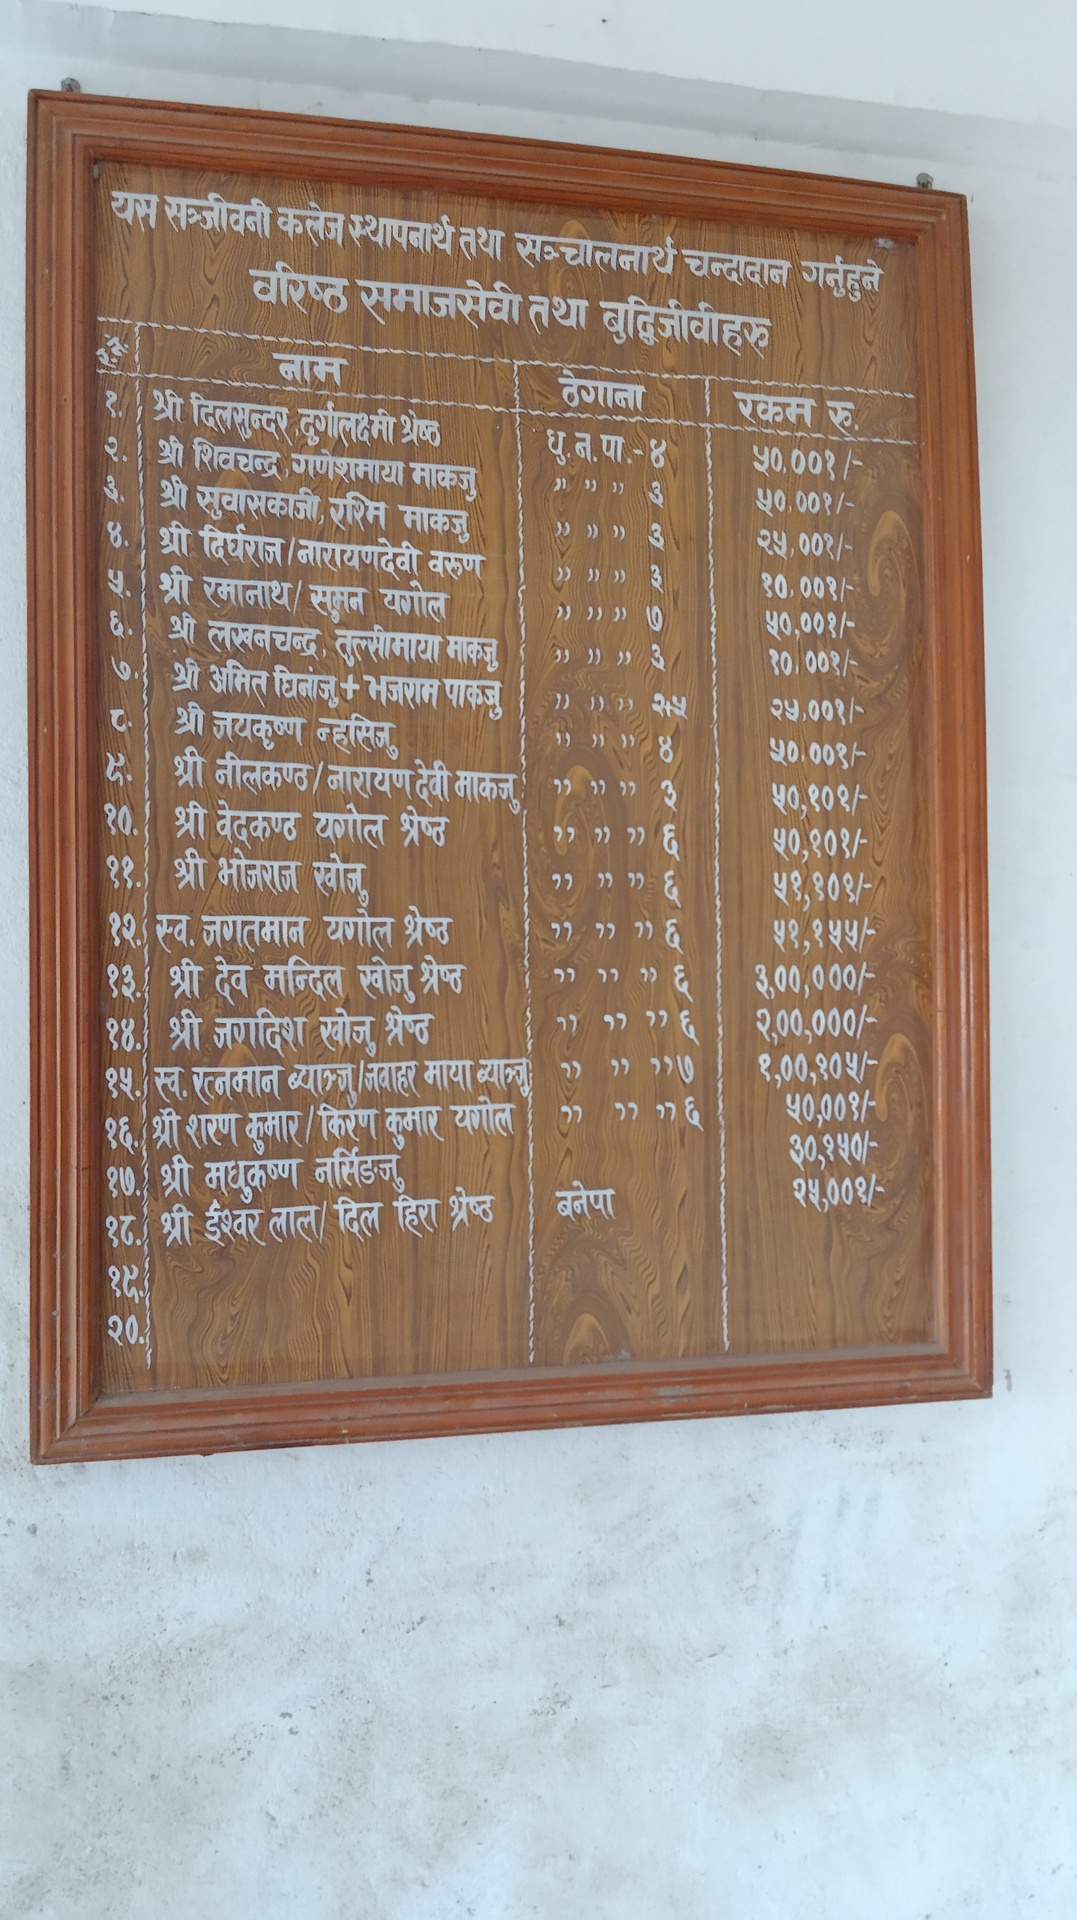 यस सञ्जीवनी कलेज स्थापनार्थ तथा सञ्चालनार्थ चन्दादान गर्नुहुने
वरिष्ठ समाजसेवी तथा बुद्धिजीवीहरु
नाम ठेगाना रकम रु.
१. श्री दिलसुन्दर, दुर्गालक्ष्मी श्रेष्ठ धु. न. पा. - ४ ५०,००१/-
२. श्री शिवचन्द्र, गणेशमाया माकजु " " " ३ ५०,००१/-
३. श्री सुवासकाजी, रश्मि माकजु " " " ३ २५,००१/-
४. श्री दिर्घराज/नारायणदेवी वरुण " " " ३ १०,००१/-
५. श्री रमानाथ/ सुमन यगोल " " " ७ ५०,००१/-
६. श्री लखनचन्द्र, तुल्सीमाया माकजु " " " ३ १०,००१/-
७. श्री अमित घिनांजु + भजराम पाकजु " " " २५,००१/-
८. श्री जयकृष्ण न्हसिजु " " " ४ ५०,००१/-
९. श्री नीलकण्ठ/नारायण देवी माकजु " " " ३ ५०,१०१/-
१०. श्री वेदकण्ठ यगोल श्रेष्ठ " " " ६ ५०,१०१/-
११. श्री भोजराज खोजु " " " ६ ५१,१०१/-
१२. स्व. जगतमान यगोल श्रेष्ठ " " " ६ ५१,१५५/-
१३. श्री देव मन्दिल खोजु श्रेष्ठ " " " ६ ३,००,०००/-
१४. श्री जगदिश खोजु श्रेष्ठ " " " ६ २,००,०००/-
१५. स्व. रत्नमान ब्याञ्जु/जवाहर माया ब्याञ्जु " " " ७ १,००,१०५/-
१६. श्री शरण कुमार/किरण कुमार यगोल " " " ६ ५०,००१/-
१७. श्री मधुकृष्ण नर्सिङजु ३०,१५०/-
१८. श्री ईश्वर लाल/ दिल हिरा श्रेष्ठ बनेपा २५,००१/-
१९.
२०.